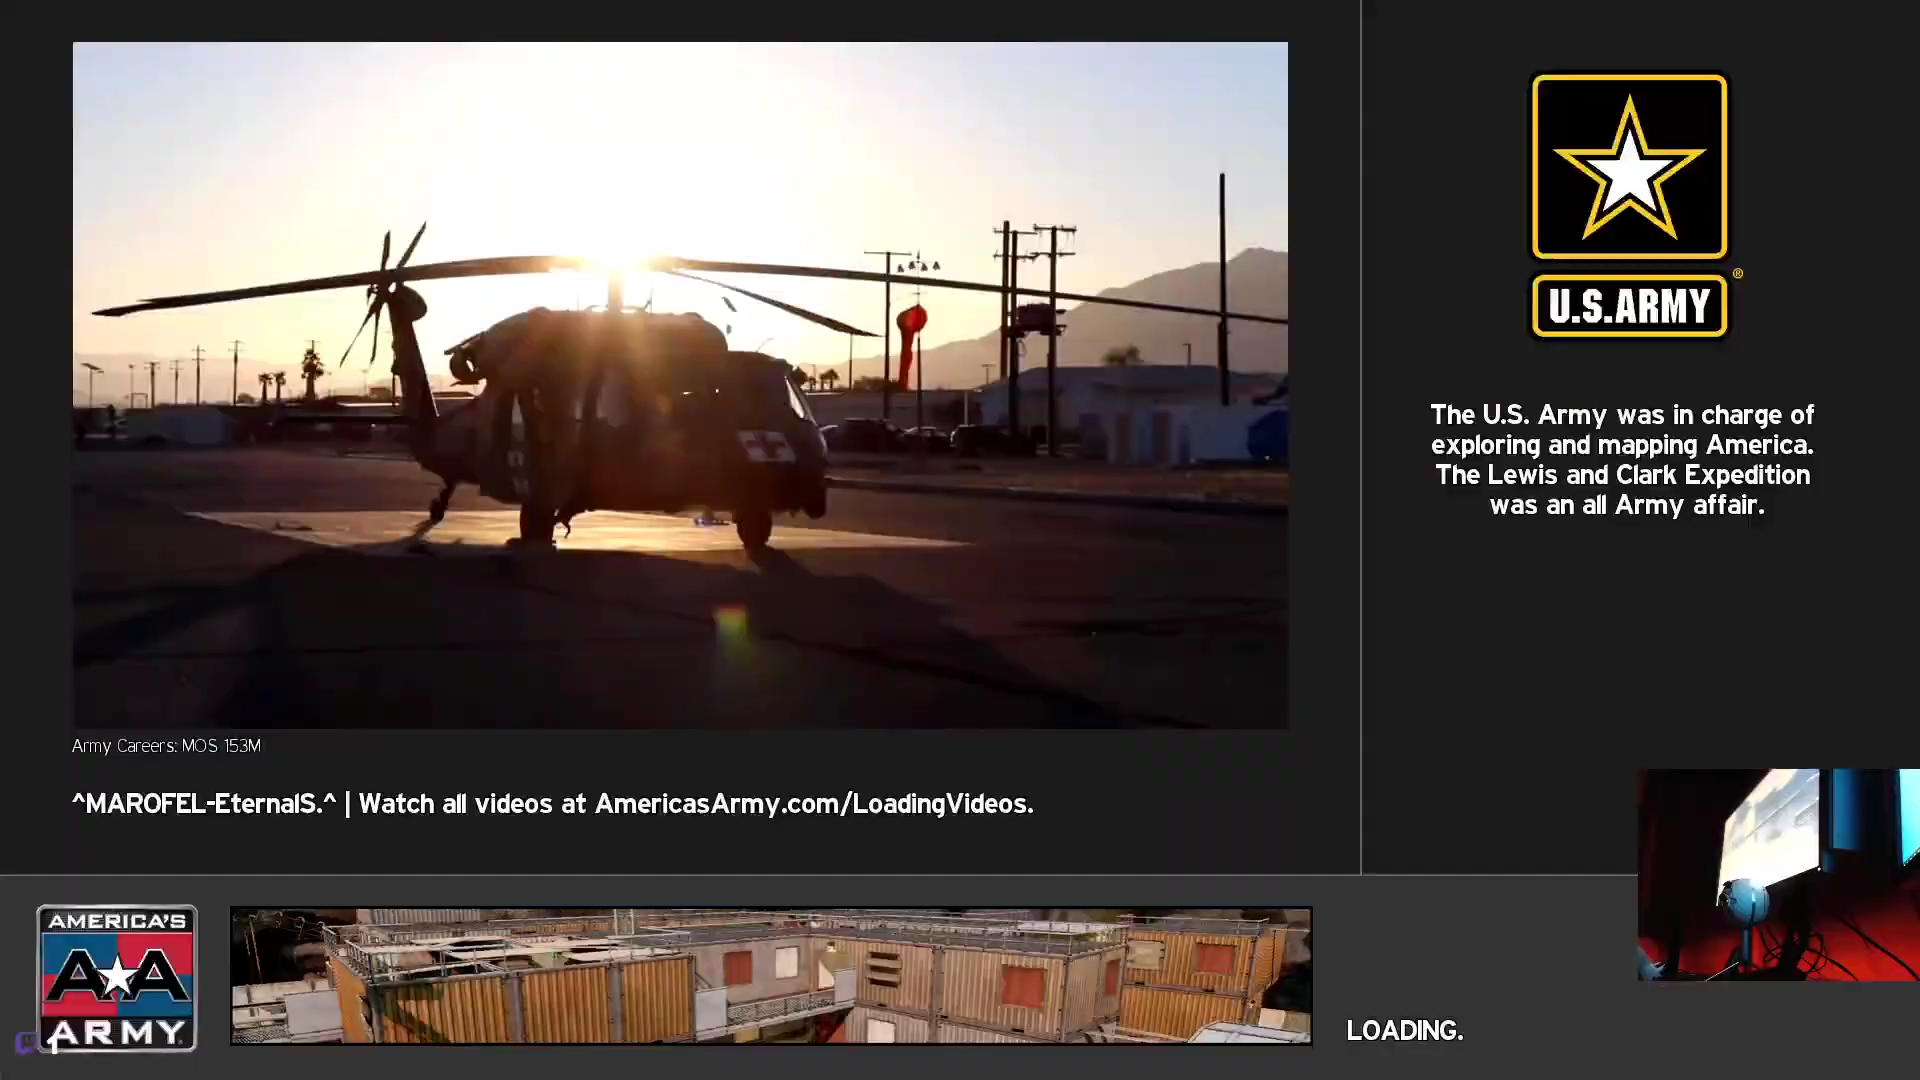 U.S.ARMY
®
The U.S. Army was in charge of
exploring and mapping America.
The Lewis and Clark Expedition
was an all Army affair.
Army Careers: MOS 153M
^MAROFEL-EternalS.^ | Watch all videos at AmericasArmy.com/LoadingVideos.
AMERICA'S
AA
ARMY
LOADING.